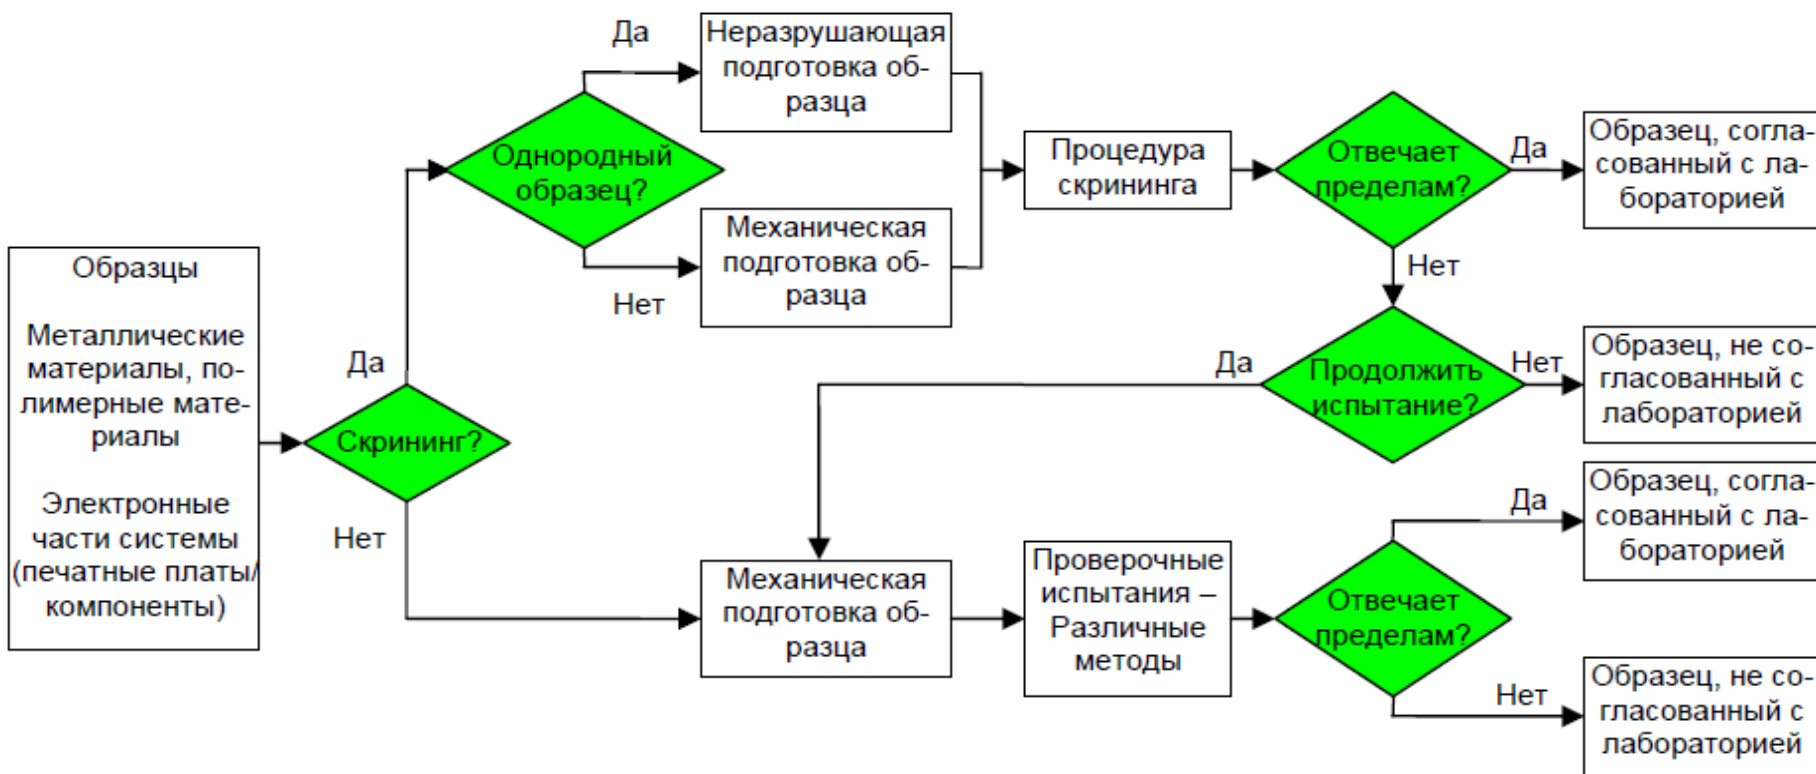 Образцы
Металлические
материалы, по-
лимерные мате-
риалы
Электронные
части системы
(печатные платы/
компоненты)
Скрининг?
Да
Нет
Однородный
образец?
Да
Нет
Неразрушающая
подготовка об-
разца
Механическая
подготовка об-
разца
Процедура
скрининга
Отвечает
пределам?
Да
Нет
Образец, согла-
сованный с ла-
бораторией
Продолжить
испытание?
Да
Нет
Образец, не со-
гласованный с
лабораторией
Механическая
подготовка об-
разца
Проверочные
испытания –
Различные
методы
Отвечает
пределам?
Да
Нет
Образец, согла-
сованный с ла-
бораторией
Образец, не со-
гласованный с
лабораторией